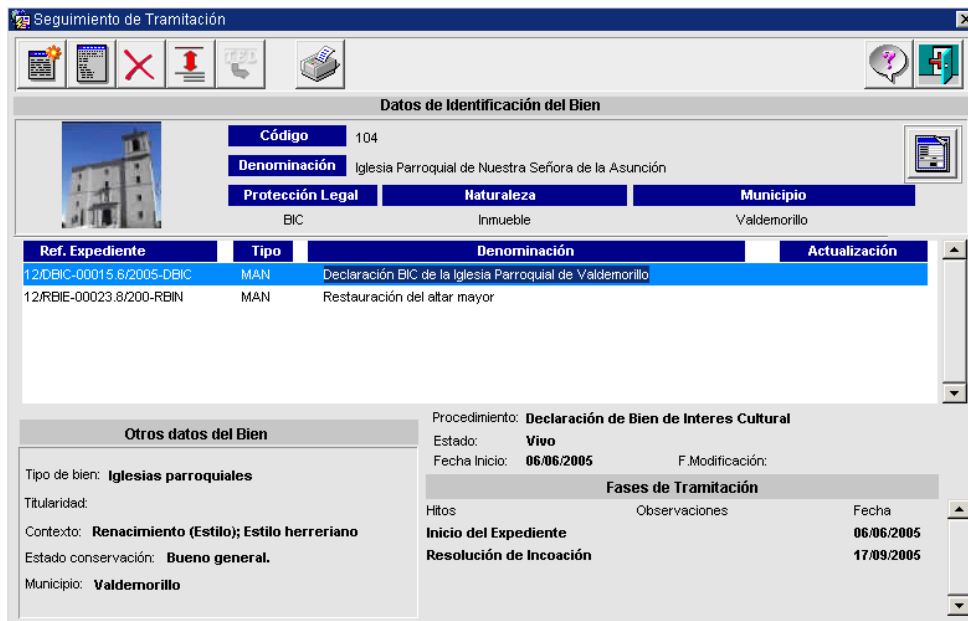 Seguimiento de Tramitación
TED
Datos de Identificación del Bien
Código 104
Denominación Iglesia Parroquial de Nuestra Señora de la Asunción
Protección Legal Naturaleza Municipio
BIC Inmueble Valdemorillo
Ref. Expediente Tipo Denominación Actualización
12/DBIC-00015.6/2005-DBIC MAN Declaración BIC de la Iglesia Parroquial de Valdemorillo
12/RBIE-00023.8/200-RBIN MAN Restauración del altar mayor
Otros datos del Bien
Tipo de bien: Iglesias parroquiales
Titularidad:
Contexto: Renacimiento (Estilo); Estilo herreriano
Estado conservación: Bueno general.
Municipio: Valdemorillo
Procedimiento: Declaración de Bien de Interes Cultural
Estado: Vivo
Fecha Inicio: 06/06/2005 F.Modificación:
Fases de Tramitación
Hitos Observaciones Fecha
Inicio del Expediente 06/06/2005
Resolución de Incoación 17/09/2005